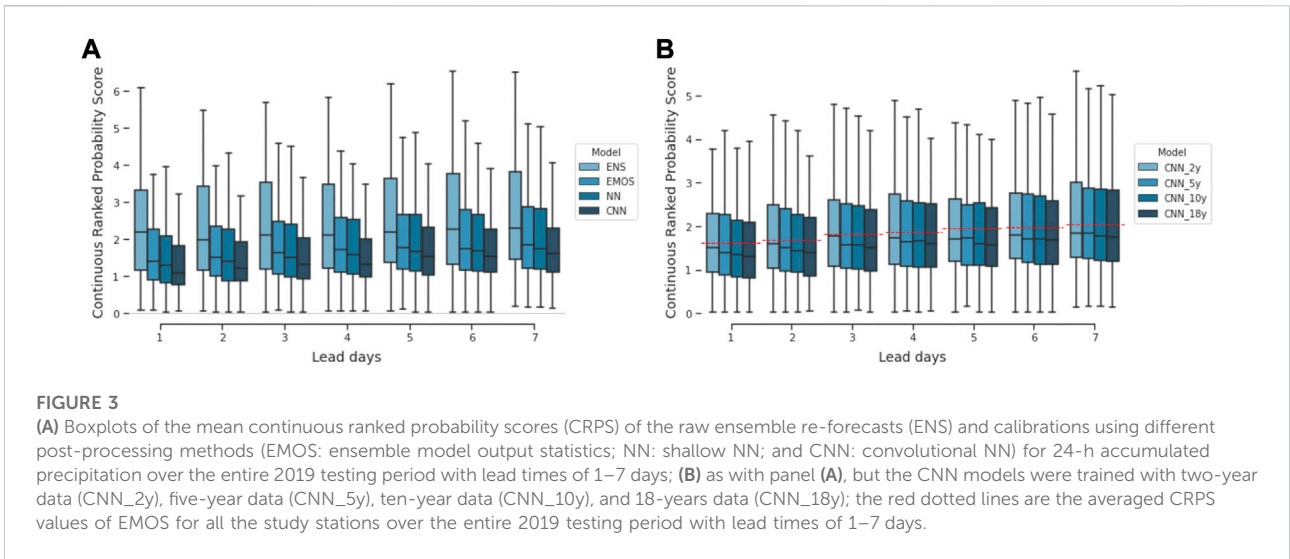 A
Continuous Ranked Probability Score
6
5
4
3
2
1
0
1 2 3 4 5 6 7
Lead days
Model
ENS
EMOS
NN
CNN
B
Continuous Ranked Probability Score
5
4
3
2
1
0
1 2 3 4 5 6 7
Lead days
Model
CNN_2y
CNN_5y
CNN_10y
CNN_18y
FIGURE 3
(A) Boxplots of the mean continuous ranked probability scores (CRPS) of the raw ensemble re-forecasts (ENS) and calibrations using different
post-processing methods (EMOS: ensemble model output statistics; NN: shallow NN; and CNN: convolutional NN) for 24-h accumulated
precipitation over the entire 2019 testing period with lead times of 1–7 days; (B) as with panel (A), but the CNN models were trained with two-year
data (CNN_2y), five-year data (CNN_5y), ten-year data (CNN_10y), and 18-years data (CNN_18y); the red dotted lines are the averaged CRPS
values of EMOS for all the study stations over the entire 2019 testing period with lead times of 1–7 days.